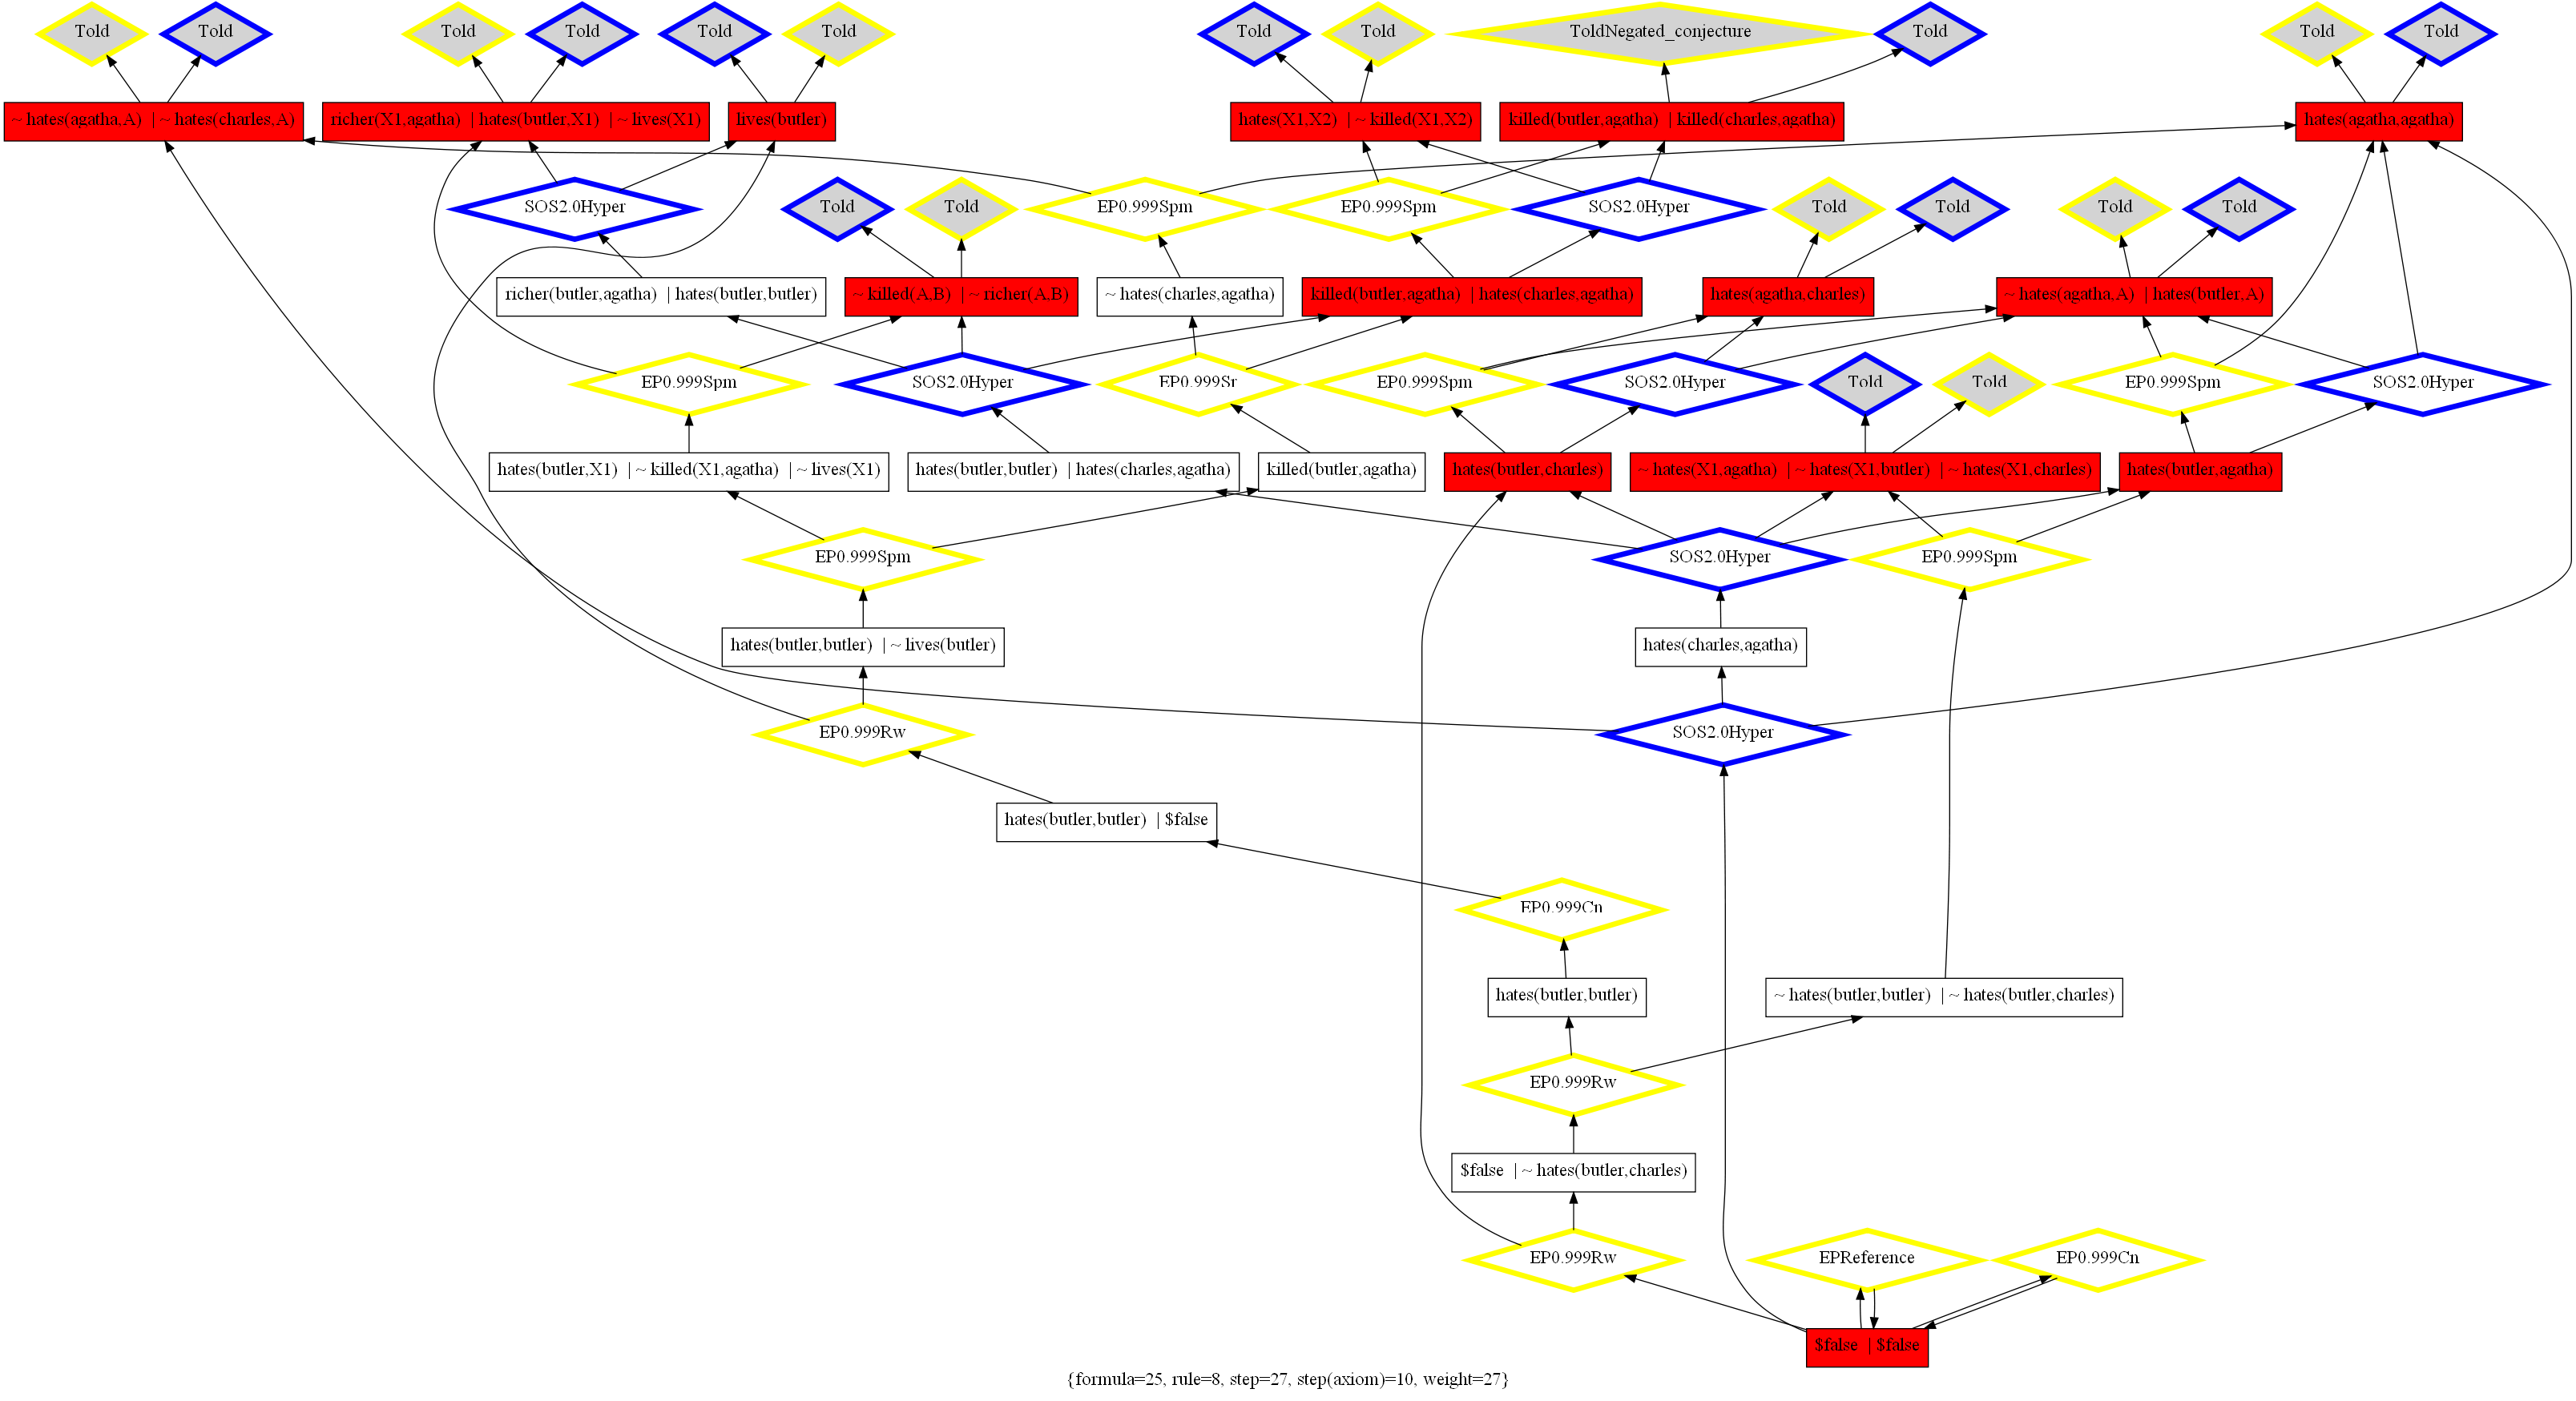 Told
Told
Told
Told
Told
Told
Told
Told
ToldNegated_conjecture
Told
Told
Told
~ hates(agatha,A) | ~ hates(charles,A)
richer(X1,agatha) | hates(butler,X1) | ~ lives(X1)
lives(butler)
hates(X1,X2) | ~ killed(X1,X2)
killed(butler,agatha) | killed(charles,agatha)
hates(agatha,agatha)
SOS2.0Hyper
Told
Told
EP0.999Spm
EP0.999Spm
SOS2.0Hyper
Told
Told
Told
Told
richer(butler,agatha) | hates(butler,butler)
~ killed(A,B) | ~ richer(A,B)
~ hates(charles,agatha)
killed(butler,agatha) | hates(charles,agatha)
hates(agatha,charles)
~ hates(agatha,A) | hates(butler,A)
EP0.999Spm
SOS2.0Hyper
EP0.999Sr
EP0.999Spm
SOS2.0Hyper
Told
Told
EP0.999Spm
SOS2.0Hyper
hates(butler,X1) | ~ killed(X1,agatha) | ~ lives(X1)
hates(butler,butler) | hates(charles,agatha)
killed(butler,agatha)
hates(butler,charles)
~ hates(X1,agatha) | ~ hates(X1,butler) | ~ hates(X1,charles)
hates(butler,agatha)
EP0.999Spm
SOS2.0Hyper
EP0.999Spm
hates(butler,butler) | ~ lives(butler)
hates(charles,agatha)
EP0.999Rw
SOS2.0Hyper
hates(butler,butler) | $false
EP0.999Cn
hates(butler,butler)
~ hates(butler,butler) | ~ hates(butler,charles)
EP0.999Rw
$false | ~ hates(butler,charles)
EP0.999Rw
EPReference
EP0.999Cn
$false | $false
{formula=25, rule=8, step=27, step(axiom)=10, weight=27}